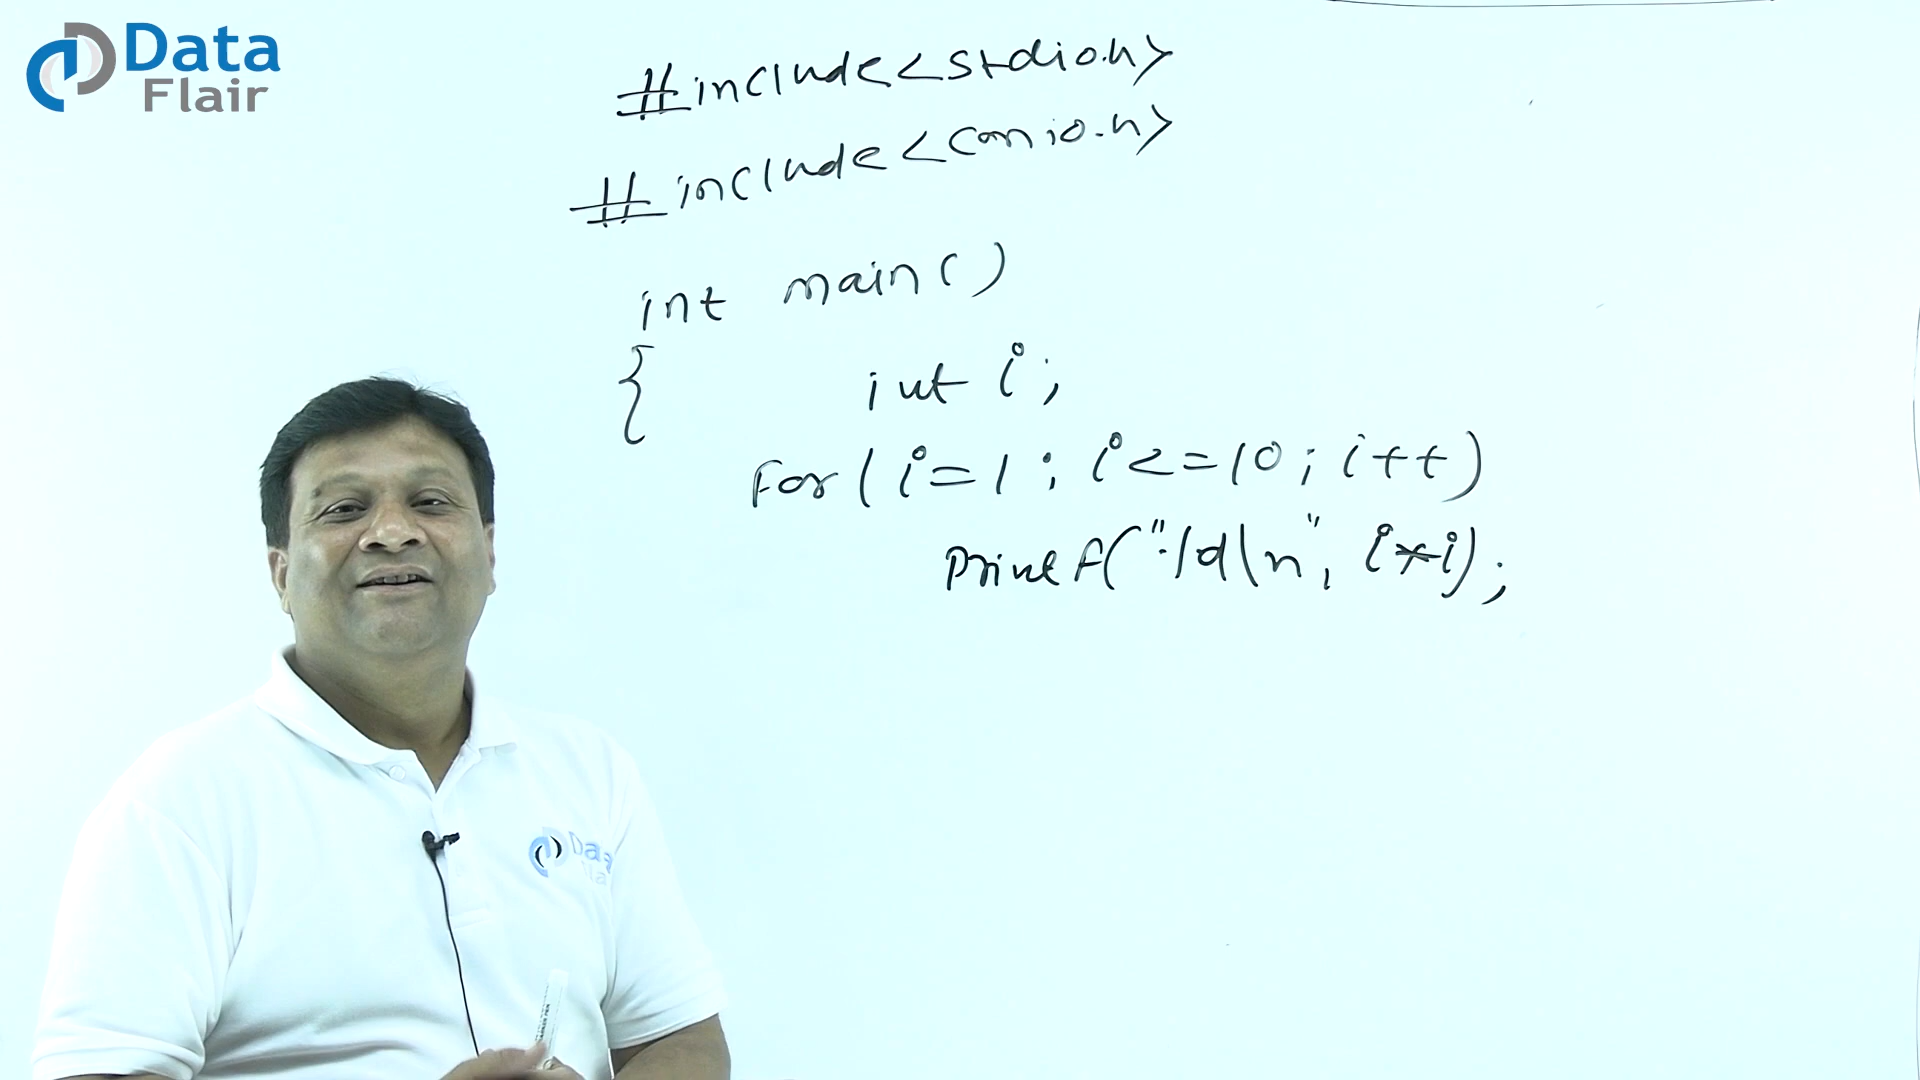 Data
Flair
#include<stdio.h>
#include<conio.h>
int main()
{ int i;
for(i=1; i<=10; i++)
printf("%d\n", i*i);